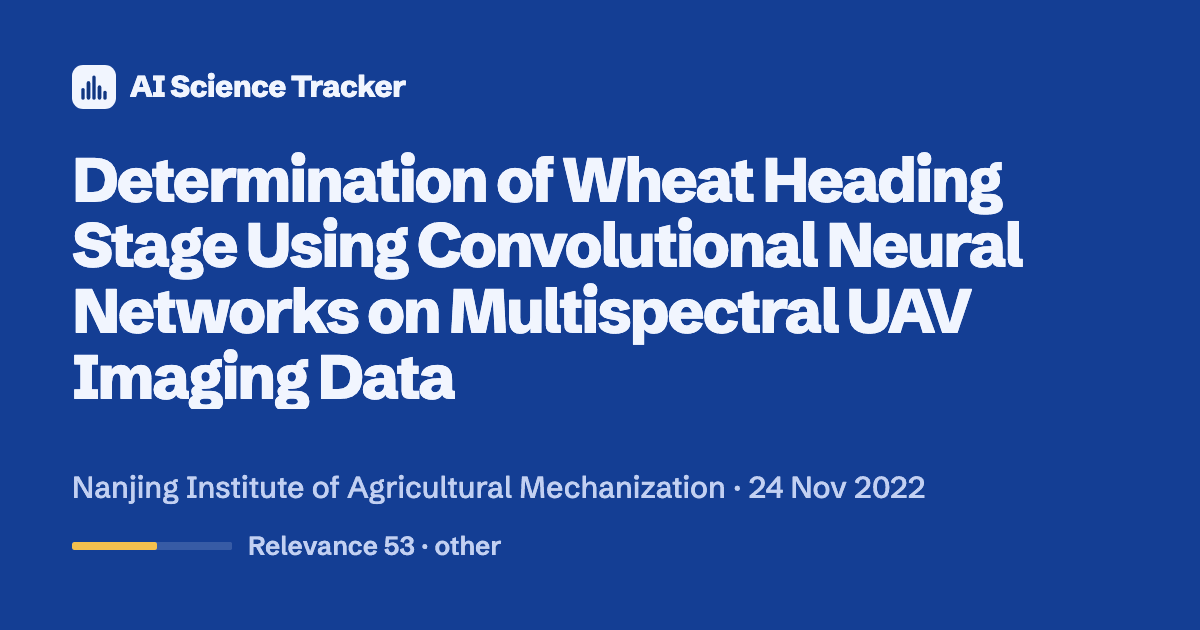 AI Science Tracker
Determination of Wheat Heading
Stage Using Convolutional Neural
Networks on Multispectral UAV
Imaging Data
Nanjing Institute of Agricultural Mechanization · 24 Nov 2022
Relevance 53 · other